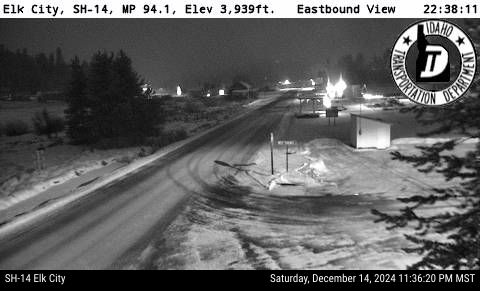 Elk City, SH-14, MP 94.1, Elev 3,939ft.   Eastbound View   22:38:11
IDAHO
TRANSPORTATION DEPARTMENT
SH-14 Elk City
Saturday, December 14, 2024 11:36:20 PM MST